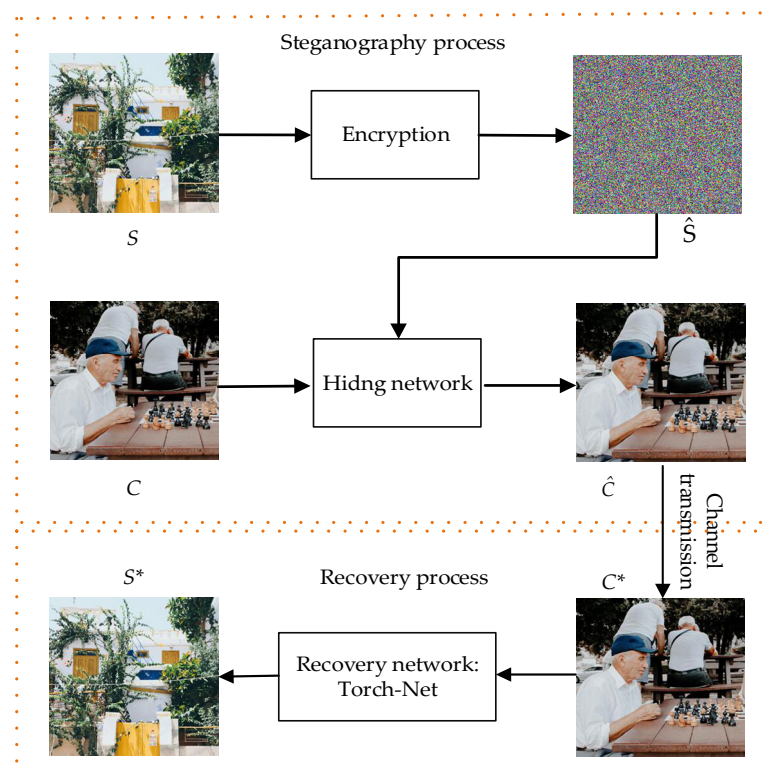 Steganography process
Encryption
S
Ŝ
Hidng network
C
Ĉ
Channel
transmission
S*
Recovery process
C*
Recovery network:
Torch-Net